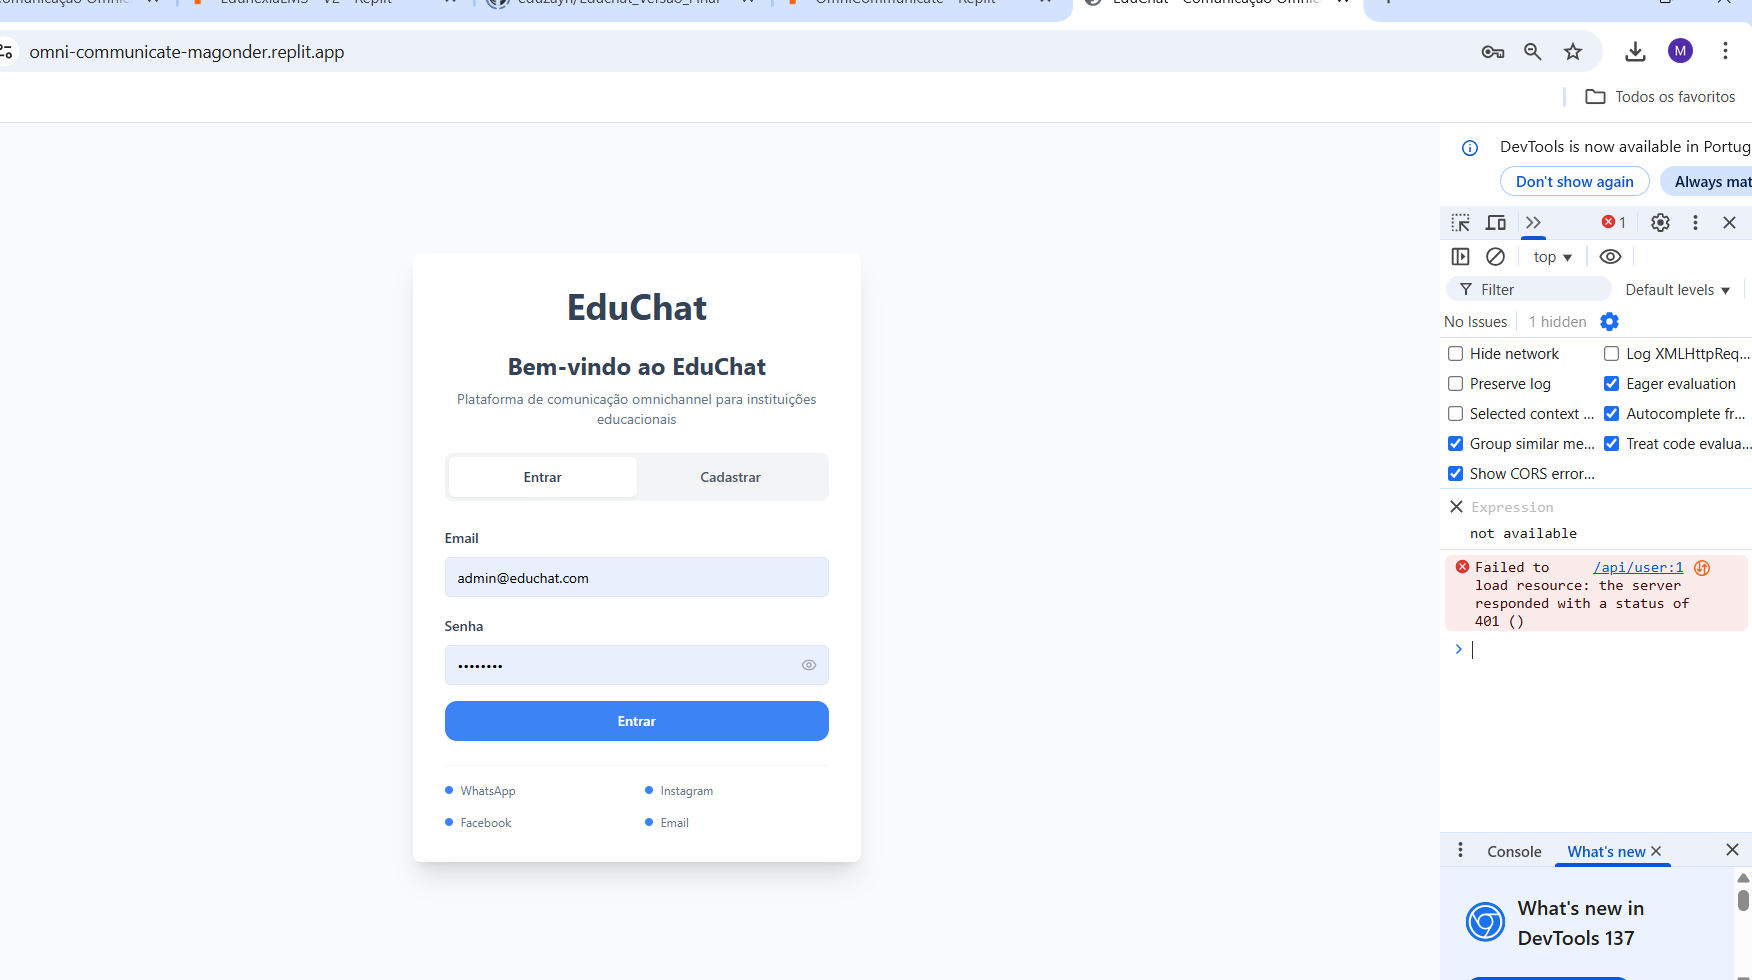 omni-communicate-magonder.replit.app
M
Todos os favoritos
DevTools is now available in Portug
Don't show again
Always mat
1
top
Filter
Default levels
No Issues
1 hidden
Hide network
Log XMLHttpReq...
Preserve log
Eager evaluation
Selected context ...
Autocomplete fr...
Group similar me...
Treat code evalua...
Show CORS error...
Expression
not available
Failed to /api/user:1
load resource: the server
responded with a status of
401 ()
EduChat
Bem-vindo ao EduChat
Plataforma de comunicação omnichannel para instituições
educacionais
Entrar
Cadastrar
Email
admin@educhat.com
Senha
Entrar
WhatsApp
Instagram
Facebook
Email
Console
What's new
What's new in
DevTools 137